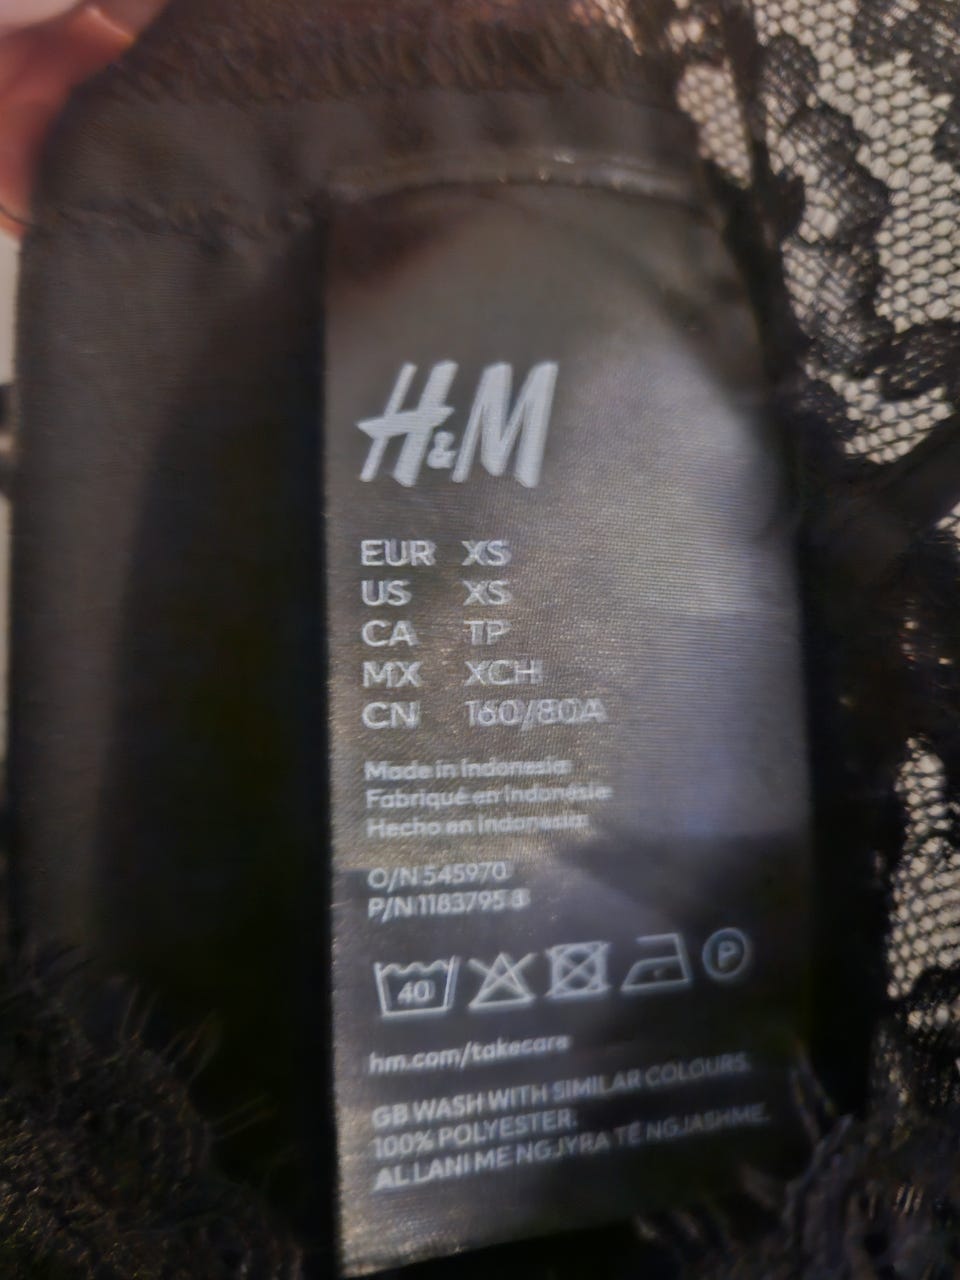 H&M
EUR XS
US XS
CA TP
MX XCH
CN 160/80A
Made in Indonesia
Fabriqué en Indonésie
Hecho en Indonesia
O/N 545970
P/N 1183795
40
P
hm.com/takecare
GB WASH WITH SIMILAR COLOURS.
100% POLYESTER.
AL LANI ME NGJYRA TË NGJASHME.